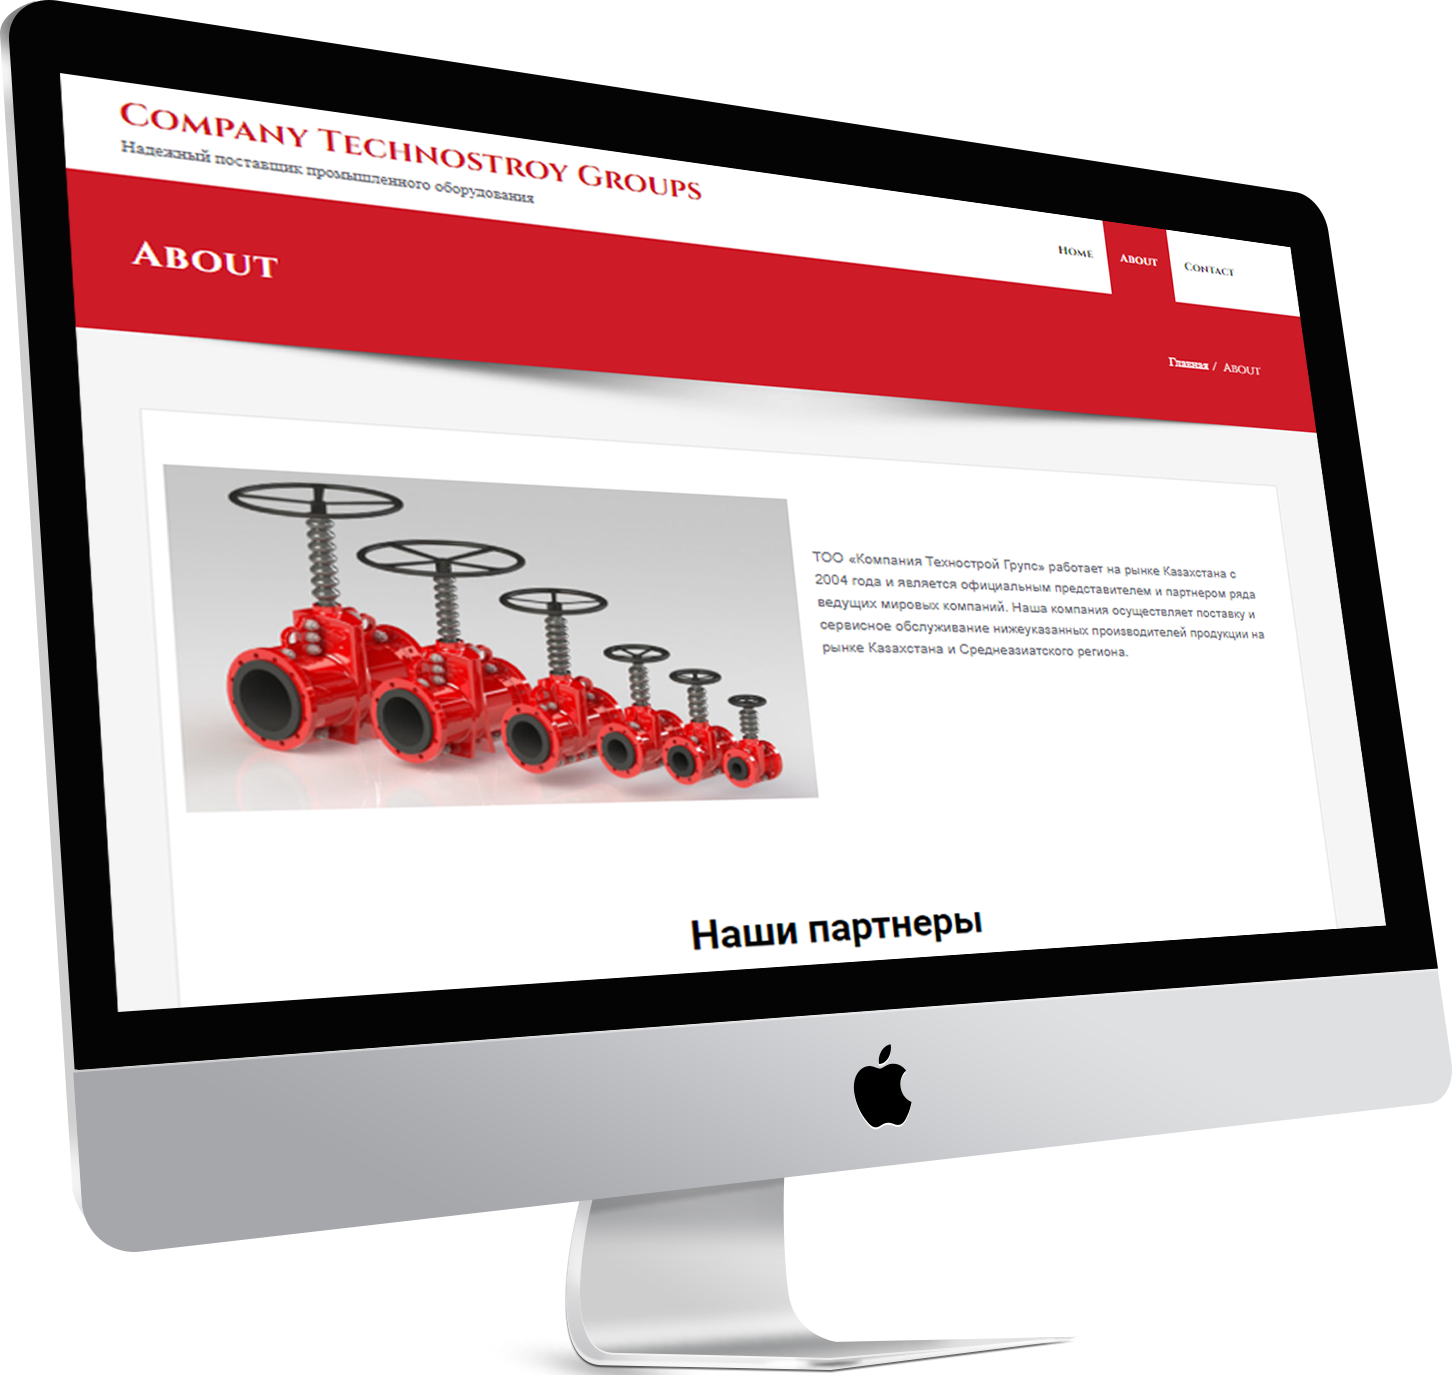 Company Technostroy Groups
Надежный поставщик промышленного оборудования
Home About Contact
About
Главная / About
ТОО «Компания Технострой Групс» работает на рынке Казахстана с
2004 года и является официальным представителем и партнером ряда
ведущих мировых компаний. Наша компания осуществляет поставку и
сервисное обслуживание нижеуказанных производителей продукции на
рынке Казахстана и Среднеазиатского региона.
Наши партнеры